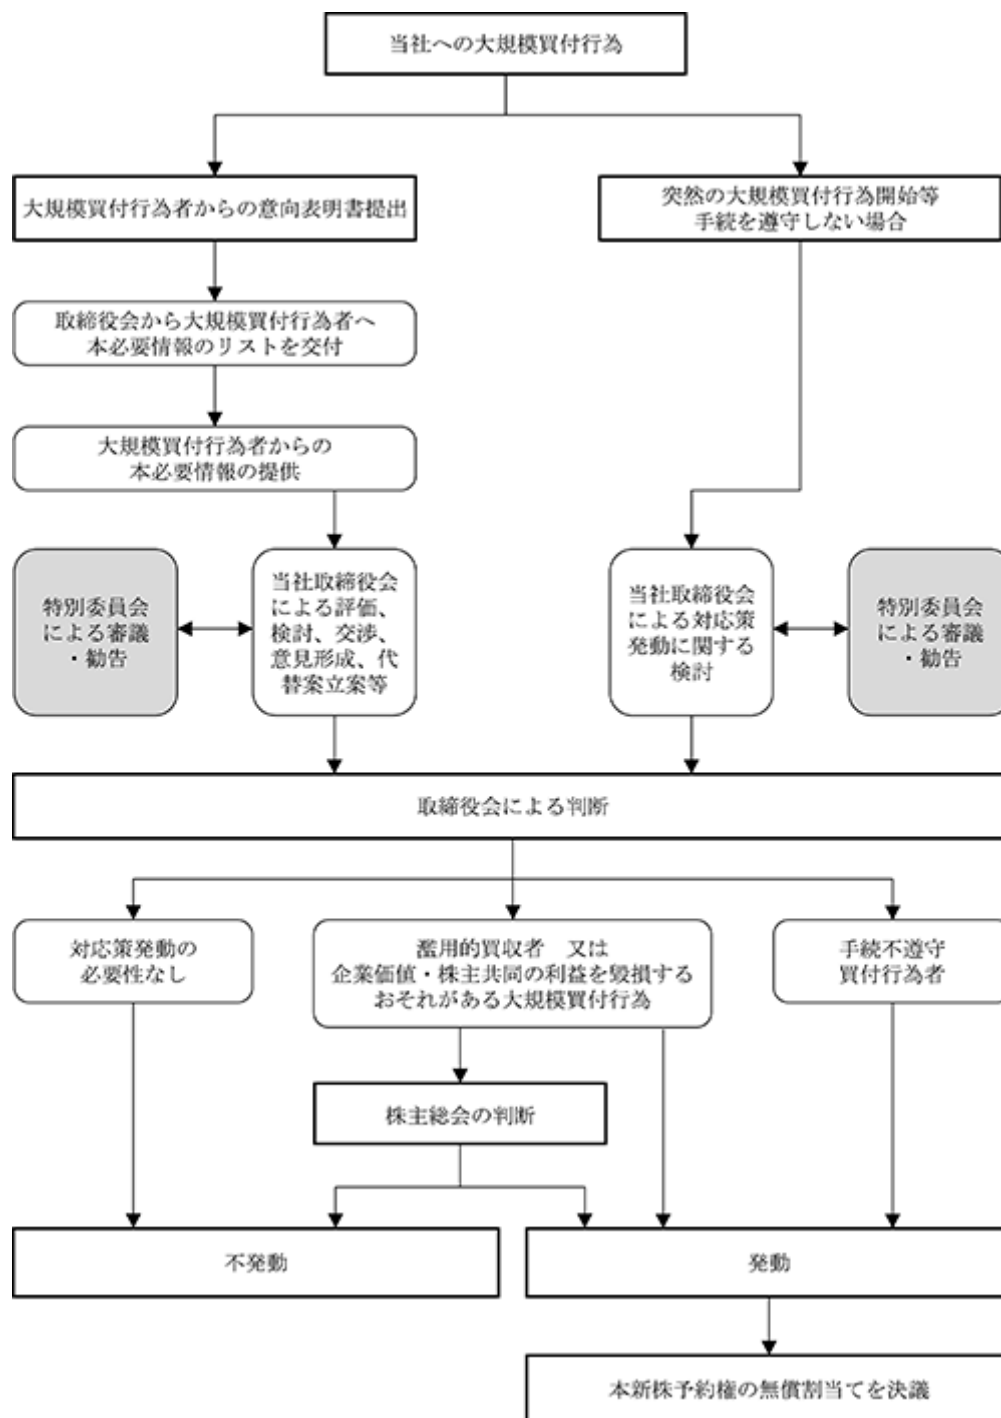 当社への大規模買付行為
大規模買付行為者からの意向表明書提出
突然の大規模買付行為開始等
手続を遵守しない場合
取締役会から大規模買付行為者へ
本必要情報のリストを交付
大規模買付行為者からの
本必要情報の提供
特別委員会
による審議
・勧告
当社取締役会
による評価、
検討、交渉、
意見形成、代
替案立案等
当社取締役会
による対応策
発動に関する
検討
特別委員会
による審議
・勧告
取締役会による判断
対応策発動の
必要性なし
濫用的買収者　又は
企業価値・株主共同の利益を毀損する
おそれがある大規模買付行為
手続不遵守
買付行為者
株主総会の判断
不発動
発動
本新株予約権の無償割当てを決議